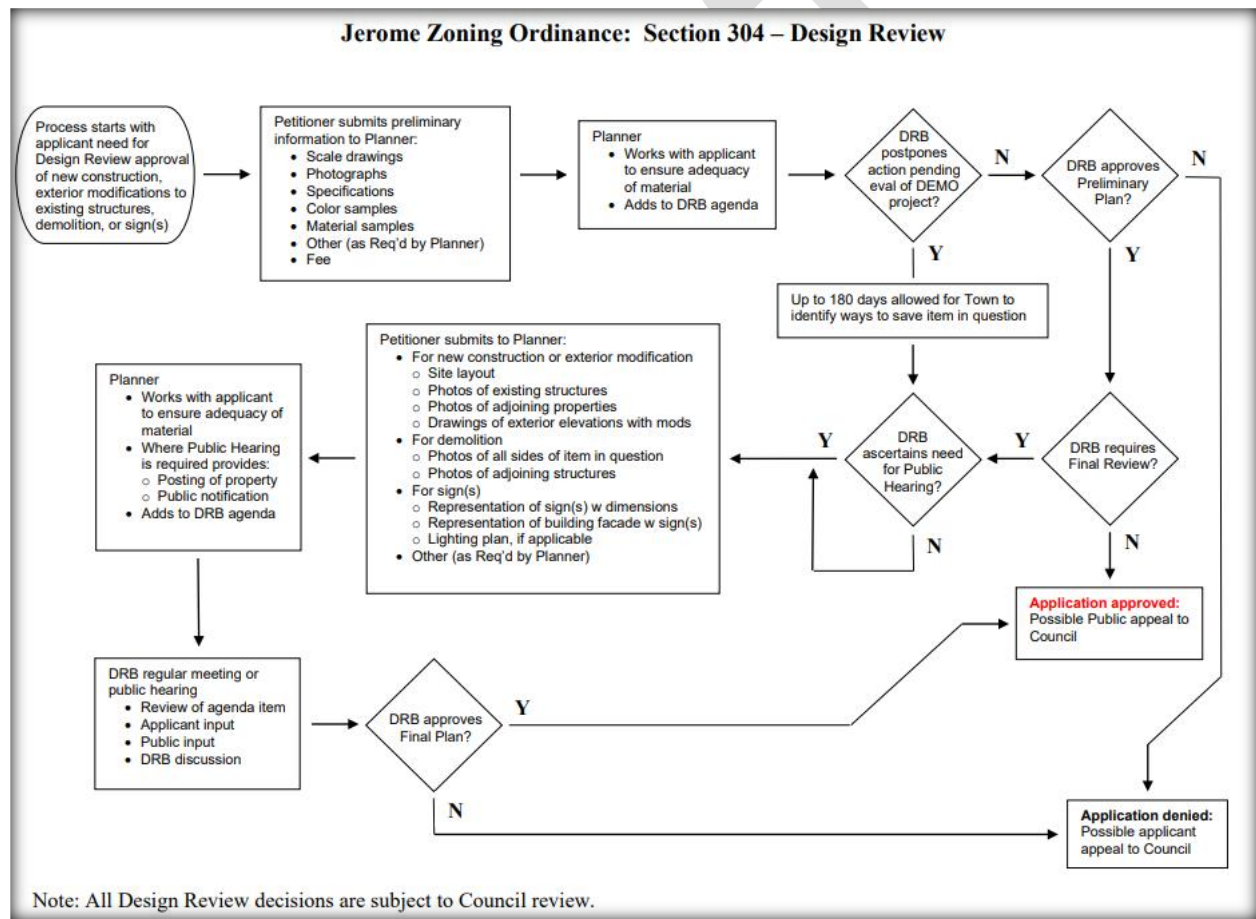 Jerome Zoning Ordinance: Section 304 – Design Review
Process starts with
applicant need for
Design Review approval
of new construction,
exterior modifications to
existing structures,
demolition, or sign(s)
Petitioner submits preliminary
information to Planner:
• Scale drawings
• Photographs
• Specifications
• Color samples
• Material samples
• Other (as Req'd by Planner)
• Fee
Planner
• Works with applicant
to ensure adequacy
of material
• Adds to DRB agenda
DRB
postpones
action pending
eval of DEMO
project?
N
Y
DRB approves
Preliminary
Plan?
N
Y
Up to 180 days allowed for Town to
identify ways to save item in question
DRB requires
Final Review?
Y
N
DRB
ascertains need
for Public
Hearing?
Y
N
Petitioner submits to Planner:
• For new construction or exterior modification
o Site layout
o Photos of existing structures
o Photos of adjoining properties
o Drawings of exterior elevations with mods
• For demolition
o Photos of all sides of item in question
o Photos of adjoining structures
• For sign(s)
o Representation of sign(s) w dimensions
o Representation of building facade w sign(s)
o Lighting plan, if applicable
• Other (as Req'd by Planner)
Planner
• Works with applicant
to ensure adequacy of
material
• Where Public Hearing
is required provides:
o Posting of property
o Public notification
• Adds to DRB agenda
DRB regular meeting or
public hearing
• Review of agenda item
• Applicant input
• Public input
• DRB discussion
DRB approves
Final Plan?
Y
N
Application approved:
Possible Public appeal to
Council
Application denied:
Possible applicant
appeal to Council
Note: All Design Review decisions are subject to Council review.